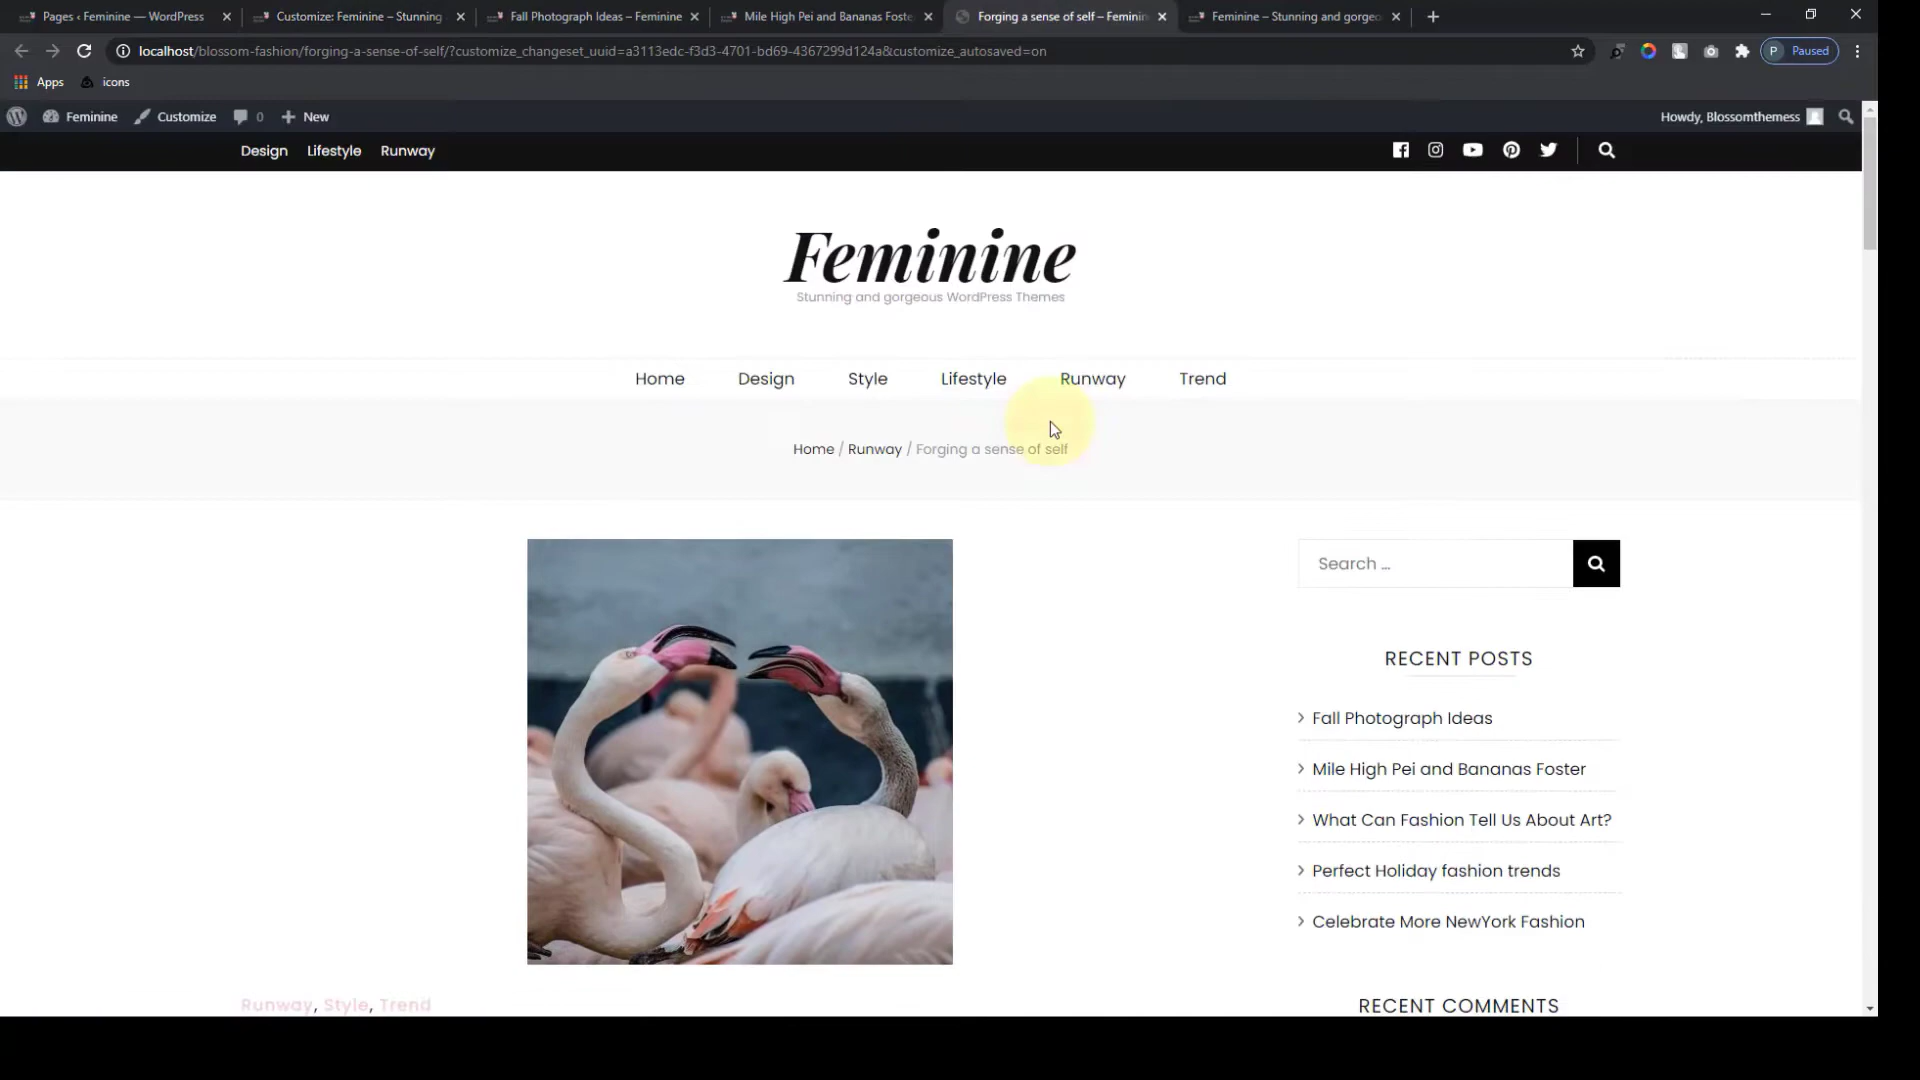 Pages ‹ Feminine — WordPress
Customize: Feminine – Stunning
Fall Photograph Ideas – Feminine
Mile High Pei and Bananas Foste
Forging a sense of self – Feminin
Feminine – Stunning and gorgeo
localhost/blossom-fashion/forging-a-sense-of-self/?customize_changeset_uuid=a3113edc-f3d3-4701-bd69-4367299d124a&customize_autosaved=on
P Paused
Apps icons
Feminine Customize 0 New Howdy, Blossomthemess
Design Lifestyle Runway
Feminine
Stunning and gorgeous WordPress Themes
Home Design Style Lifestyle Runway Trend
Home / Runway / Forging a sense of self
Search …
RECENT POSTS
Fall Photograph Ideas
Mile High Pei and Bananas Foster
What Can Fashion Tell Us About Art?
Perfect Holiday fashion trends
Celebrate More NewYork Fashion
Runway, Style, Trend
RECENT COMMENTS